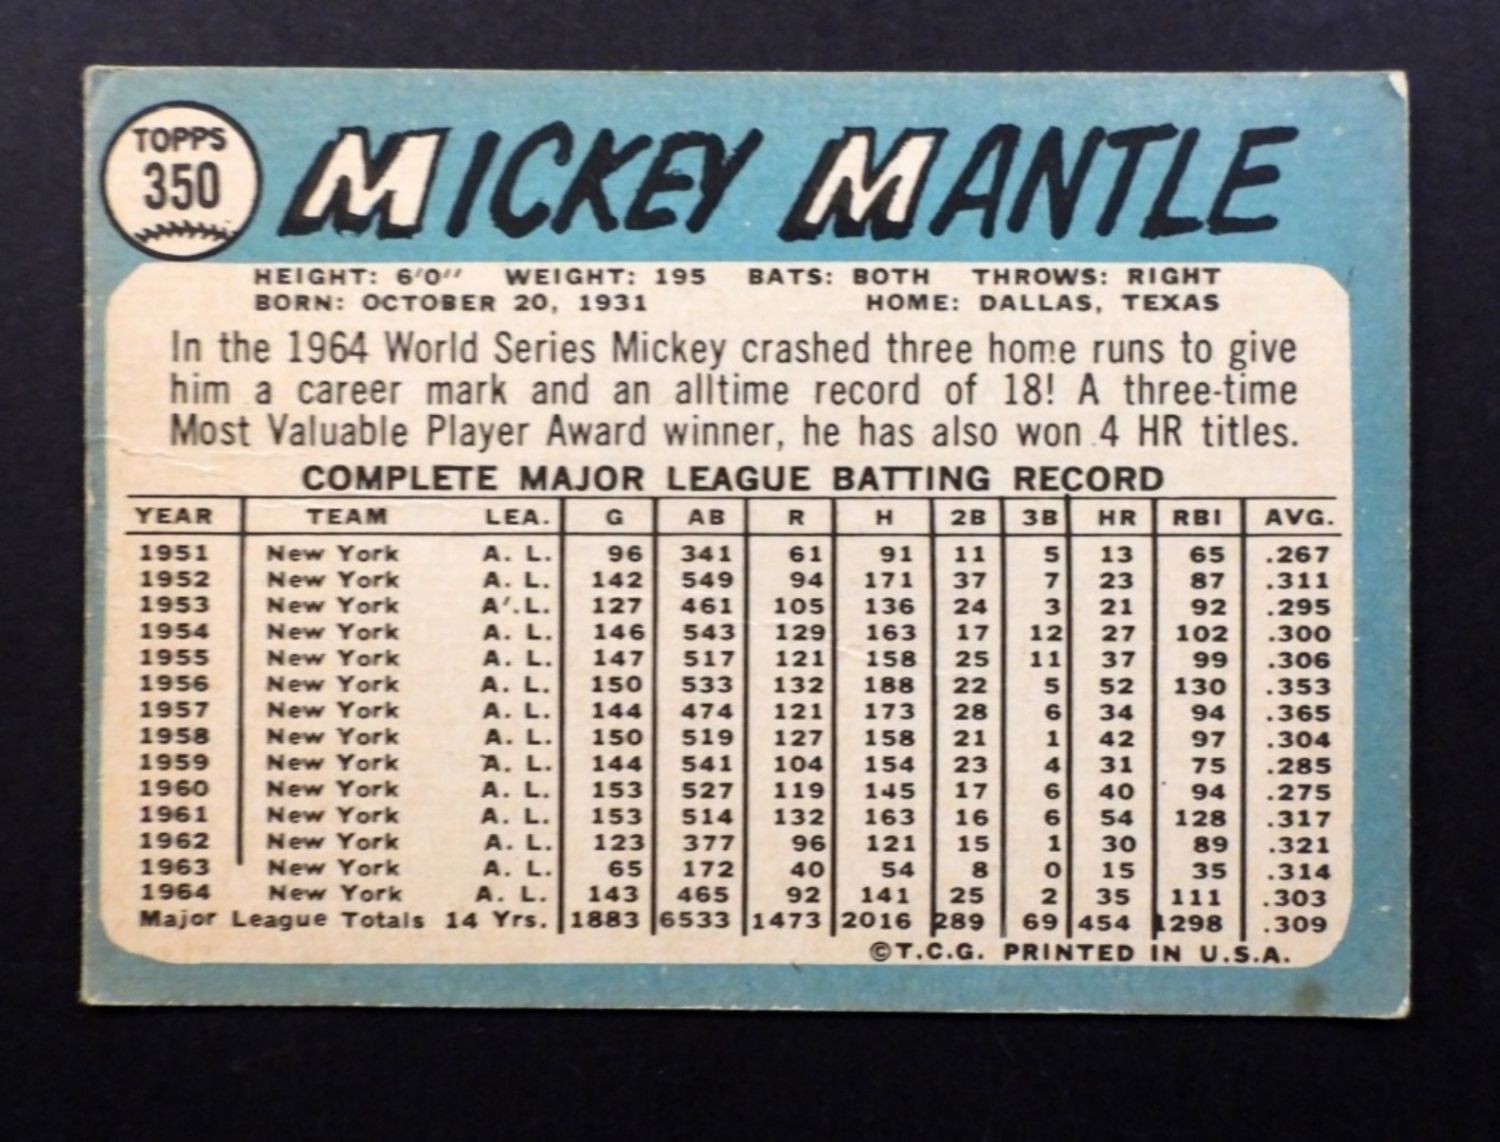 TOPPS
350
MICKEY MANTLE
HEIGHT: 6'0" WEIGHT: 195 BATS: BOTH THROWS: RIGHT
BORN: OCTOBER 20, 1931 HOME: DALLAS, TEXAS
In the 1964 World Series Mickey crashed three home runs to give
him a career mark and an alltime record of 18! A three-time
Most Valuable Player Award winner, he has also won 4 HR titles.
COMPLETE MAJOR LEAGUE BATTING RECORD
YEAR TEAM LEA. G AB R H 2B 3B HR RBI AVG.
1951 New York A. L. 96 341 61 91 11 5 13 65 .267
1952 New York A. L. 142 549 94 171 37 7 23 87 .311
1953 New York A. L. 127 461 105 136 24 3 21 92 .295
1954 New York A. L. 146 543 129 163 17 12 27 102 .300
1955 New York A. L. 147 517 121 158 25 11 37 99 .306
1956 New York A. L. 150 533 132 188 22 5 52 130 .353
1957 New York A. L. 144 474 121 173 28 6 34 94 .365
1958 New York A. L. 150 519 127 158 21 1 42 97 .304
1959 New York A. L. 144 541 104 154 23 4 31 75 .285
1960 New York A. L. 153 527 119 145 17 6 40 94 .275
1961 New York A. L. 153 514 132 163 16 6 54 128 .317
1962 New York A. L. 123 377 96 121 15 1 30 89 .321
1963 New York A. L. 65 172 40 54 8 0 15 35 .314
1964 New York A. L. 143 465 92 141 25 2 35 111 .303
Major League Totals 14 Yrs. 1883 6533 1473 2016 289 69 454 1298 .309
©T.C.G. PRINTED IN U.S.A.